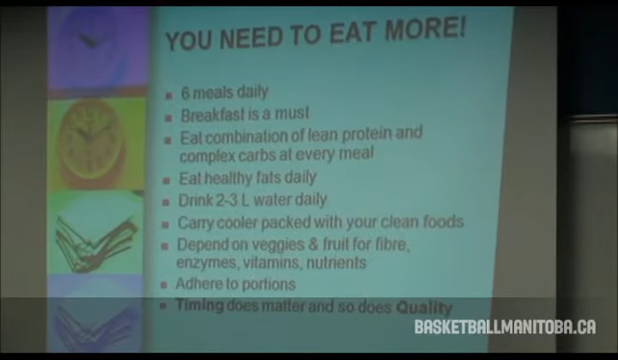 YOU NEED TO EAT MORE!
6 meals daily
Breakfast is a must
Eat combination of lean protein and
complex carbs at every meal
Eat healthy fats daily
Drink 2-3 L water daily
Carry cooler packed with your clean foods
Depend on veggies & fruit for fibre,
enzymes, vitamins, nutrients
Adhere to portions
Timing does matter and so does Quality
BASKETBALLMANITOBA.CA